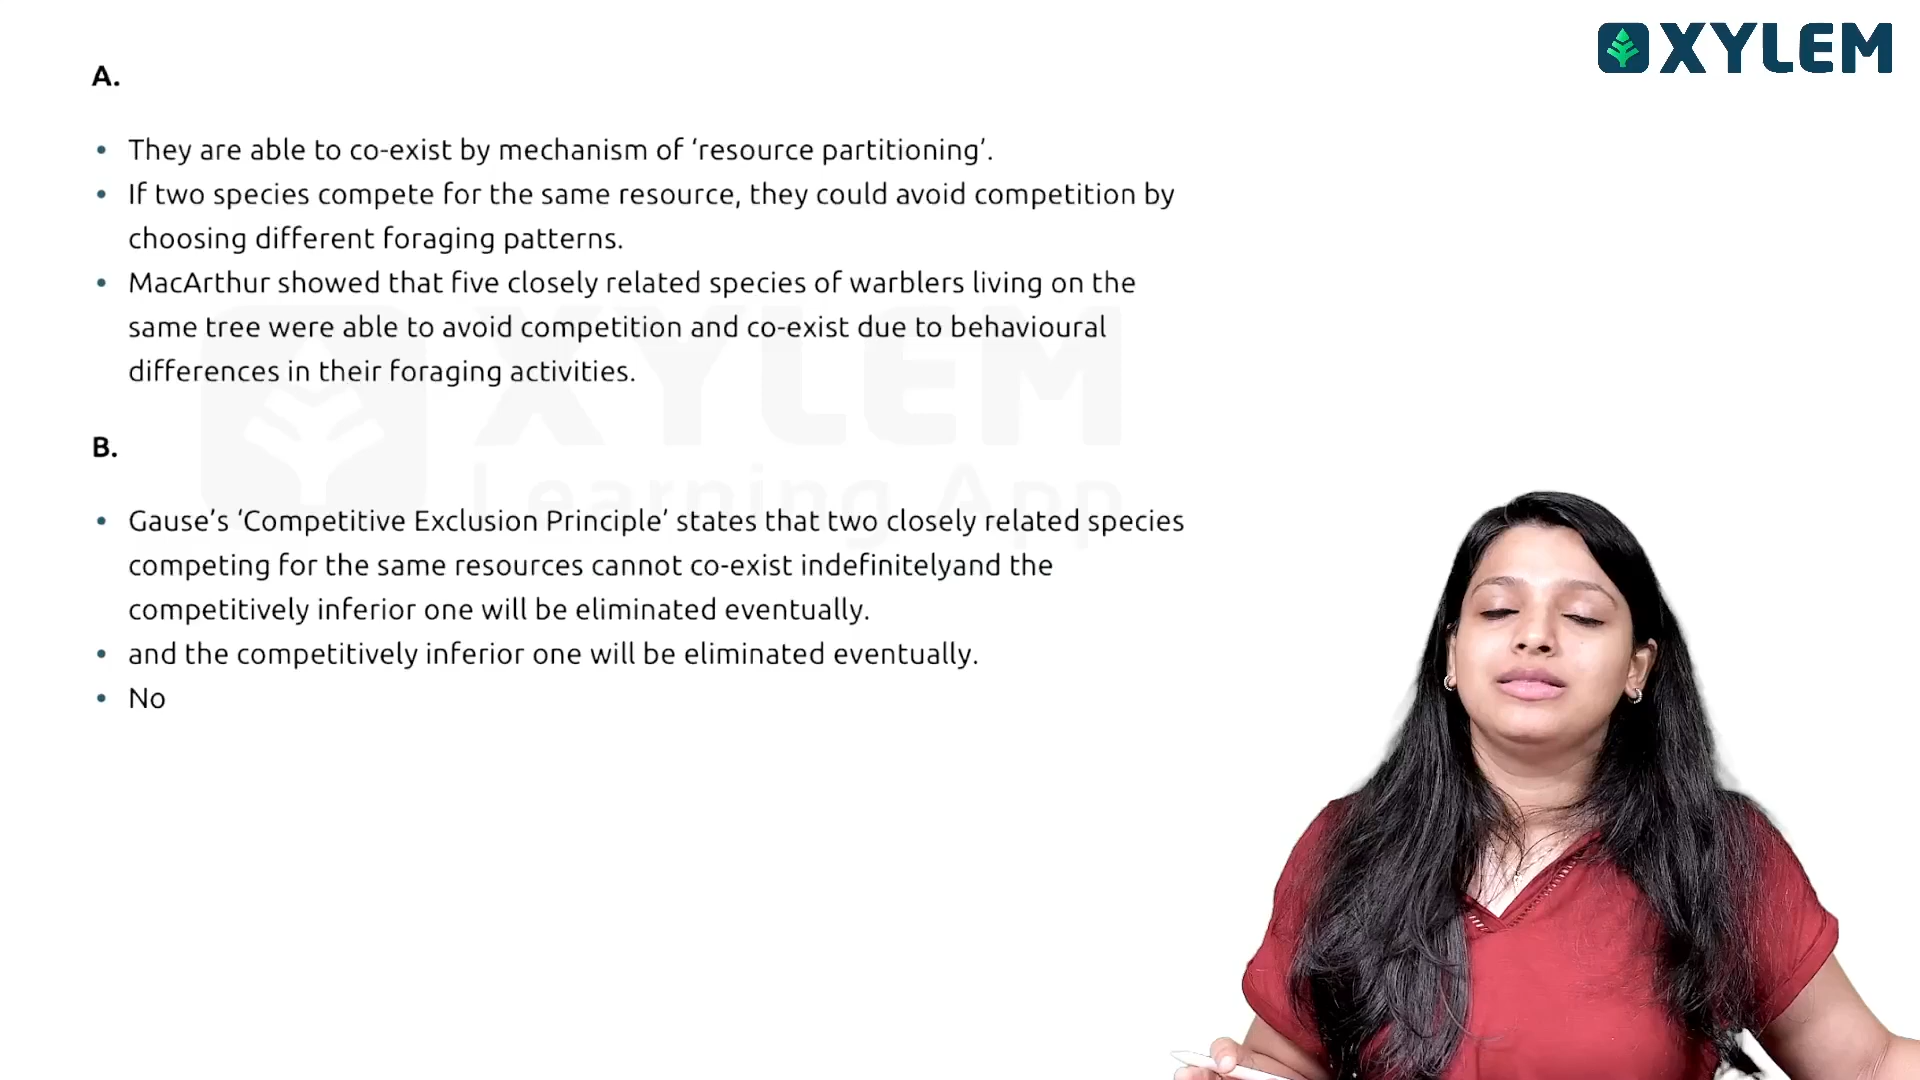 XYLEM
A.
• They are able to co-exist by mechanism of ‘resource partitioning’.
• If two species compete for the same resource, they could avoid competition by
choosing different foraging patterns.
• MacArthur showed that five closely related species of warblers living on the
same tree were able to avoid competition and co-exist due to behavioural
differences in their foraging activities.
XYLEM
Learning App
B.
• Gause’s ‘Competitive Exclusion Principle’ states that two closely related species
competing for the same resources cannot co-exist indefinitelyand the
competitively inferior one will be eliminated eventually.
• and the competitively inferior one will be eliminated eventually.
• No